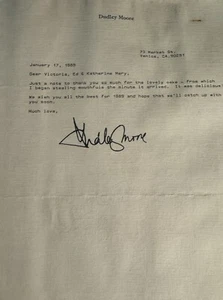 Dudley Moore
73 Market St.
Venice, CA 90291
January 17, 1989
Dear Victoria, Ed & Katherine Mary,
Just a note to thank you so much for the lovely cake from which
I began stealing mouthfuls the minute it arrived. It was delicious
We wish you all the best for 1989 and hope that we'll catch up with
you soon.
Much love,
Dudley Moore